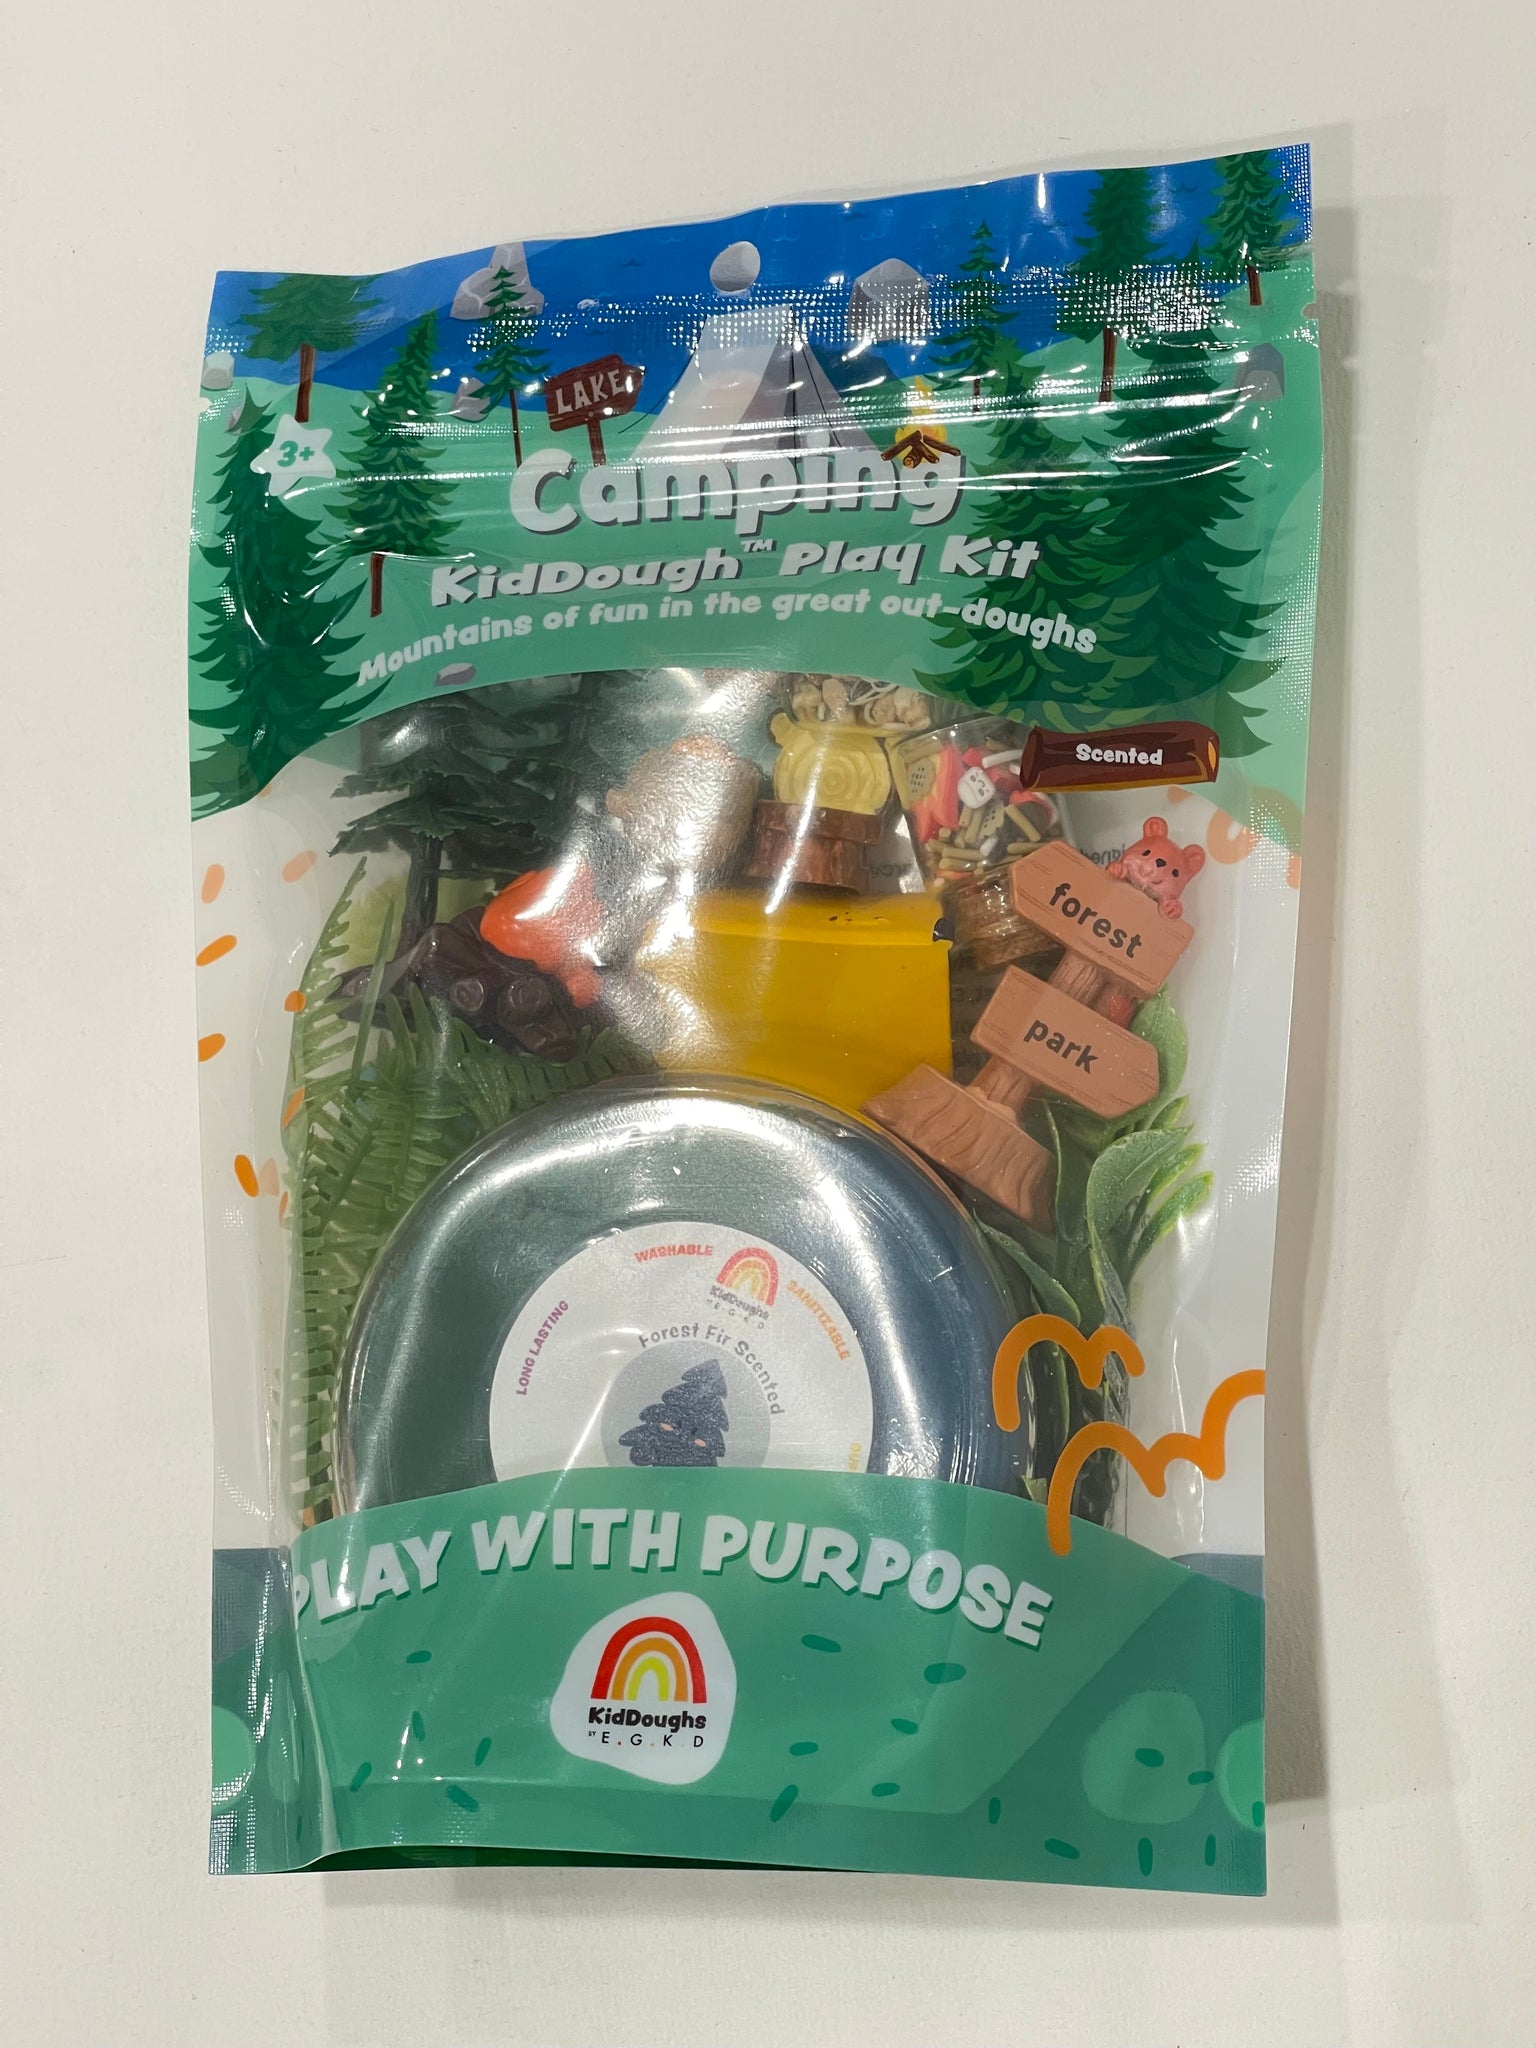 LAKE
3+
Camping
KidDough™ Play Kit
Mountains of fun in the great out-doughs
Scented
forest
park
WASHABLE
KidDoughs
BY E.G.K.D
SANITIZABLE
LONG LASTING
Forest Fir Scented
PLAY WITH PURPOSE
KidDoughs
BY E.G.K.D